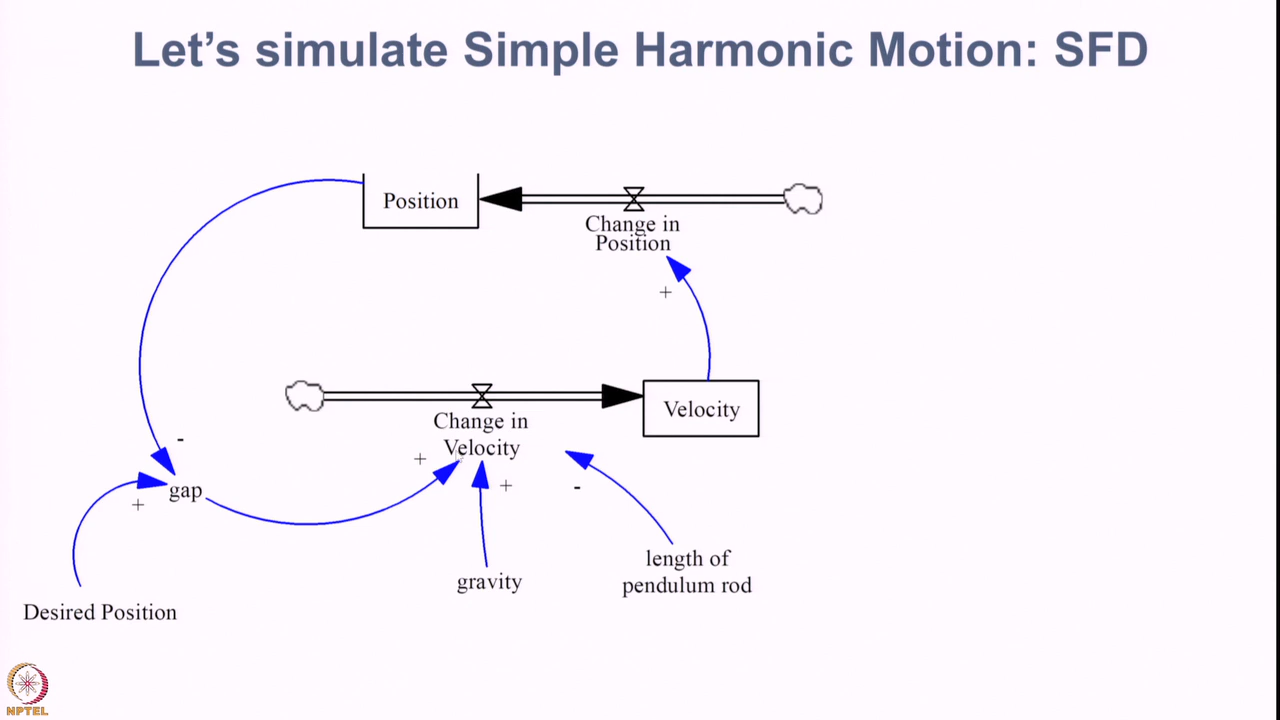 Let's simulate Simple Harmonic Motion: SFD
Position
Change in
Position
+
Change in
Velocity
Velocity
-
+
+
-
gap
+
gravity
length of
pendulum rod
Desired Position
NPTEL